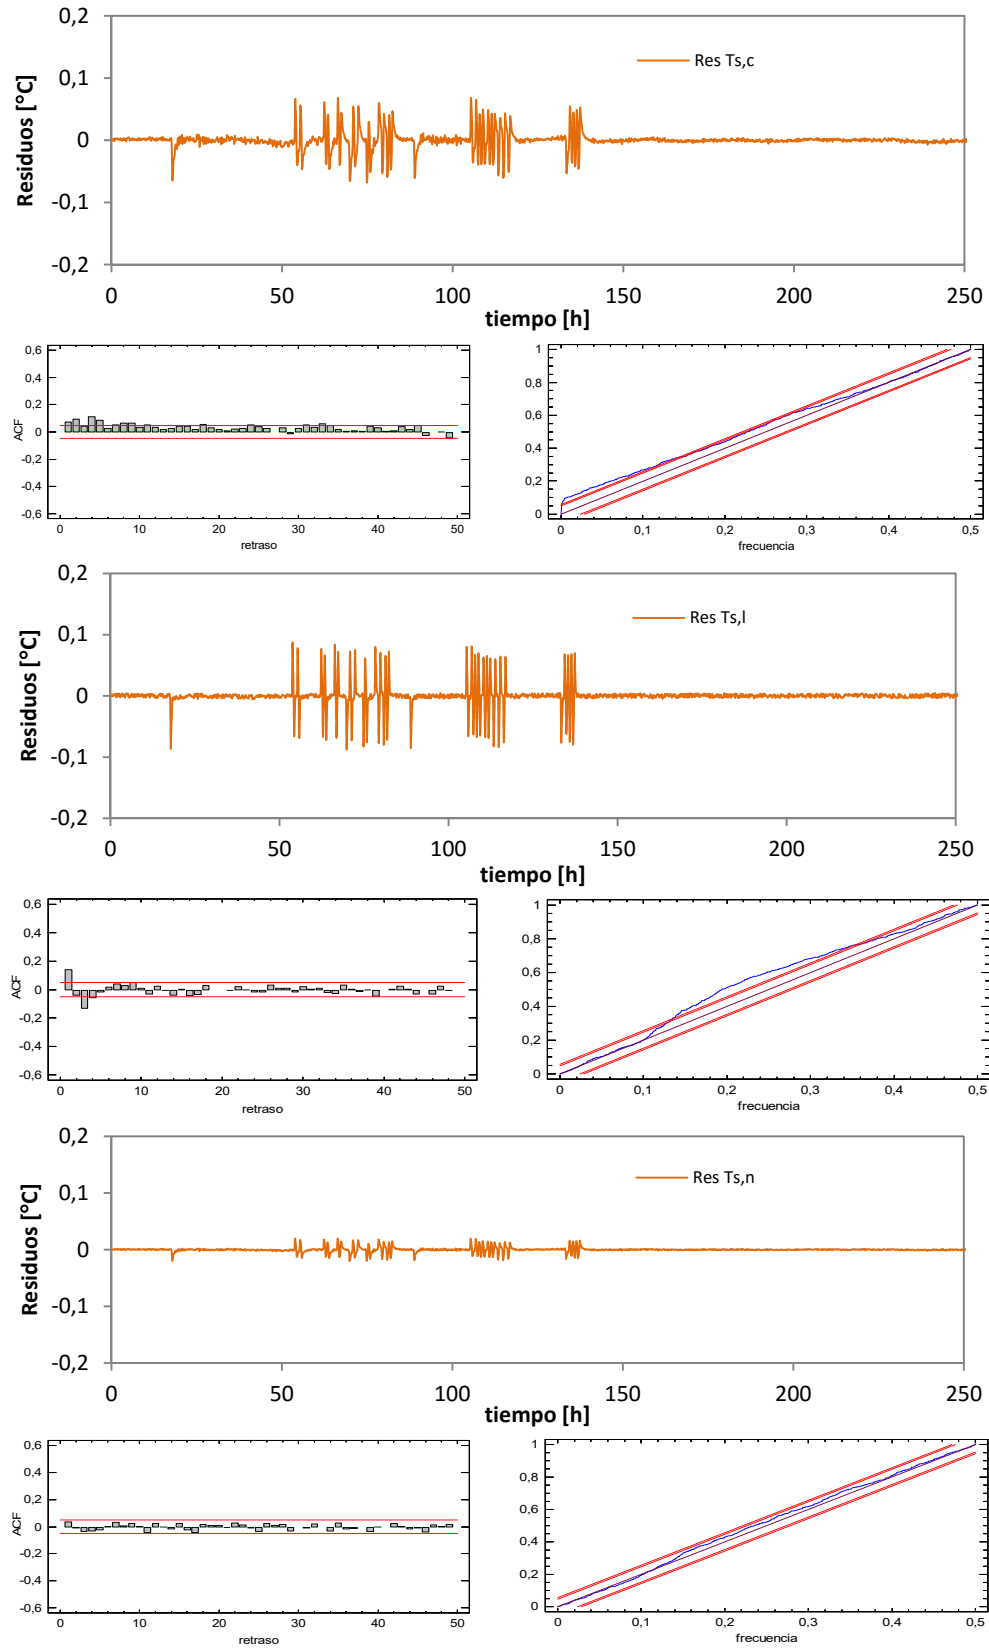 0,2
0,1
0
-0,1
-0,2
Residuos [°C]
Res Ts,c
0 50 100 150 200 250
tiempo [h]
0,6
0,4
0,2
0
-0,2
-0,4
-0,6
ACF
0 10 20 30 40 50
retraso
1
0,8
0,6
0,4
0,2
0
0 0,1 0,2 0,3 0,4 0,5
frecuencia
0,2
0,1
0
-0,1
-0,2
Residuos [°C]
Res Ts,l
0 50 100 150 200 250
tiempo [h]
0,6
0,4
0,2
0
-0,2
-0,4
-0,6
ACF
0 10 20 30 40 50
retraso
1
0,8
0,6
0,4
0,2
0
0 0,1 0,2 0,3 0,4 0,5
frecuencia
0,2
0,1
0
-0,1
-0,2
Residuos [°C]
Res Ts,n
0 50 100 150 200 250
tiempo [h]
0,6
0,4
0,2
0
-0,2
-0,4
-0,6
ACF
0 10 20 30 40 50
retraso
1
0,8
0,6
0,4
0,2
0
0 0,1 0,2 0,3 0,4 0,5
frecuencia